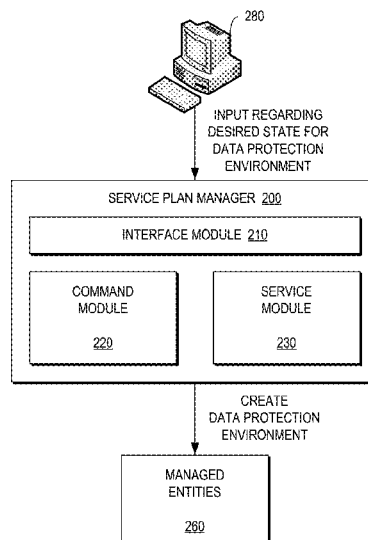 280
INPUT REGARDING
DESIRED STATE FOR
DATA PROTECTION
ENVIRONMENT
SERVICE PLAN MANAGER 200
INTERFACE MODULE 210
COMMAND
MODULE
220
SERVICE
MODULE
230
CREATE
DATA PROTECTION
ENVIRONMENT
MANAGED
ENTITIES
260